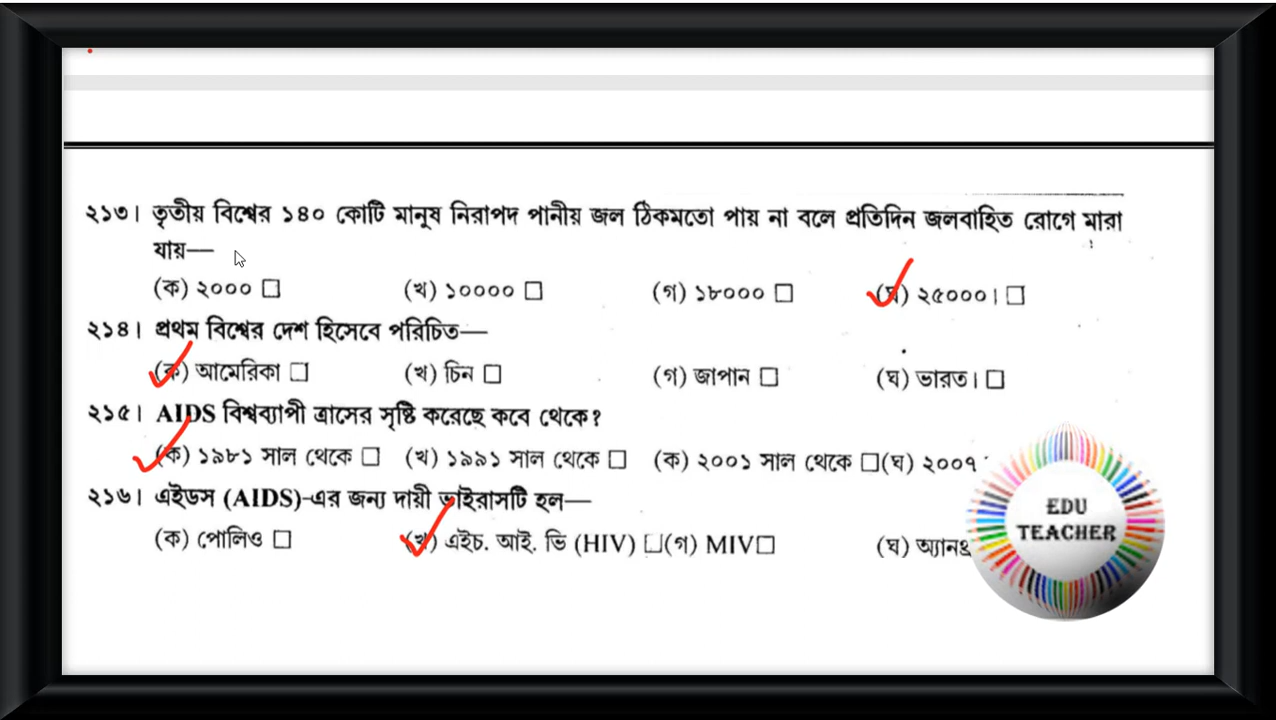 ২১৩। তৃতীয় বিশ্বের ১৪০ কোটি মানুষ নিরাপদ পানীয় জল ঠিকমতো পায় না বলে প্রতিদিন জলবাহিত রোগে মারা
যায়—
(ক) ২০০০ □ (খ) ১০০০০ □ (গ) ১৮০০০ □ (ঘ) ২৫০০০। □
২১৪। প্রথম বিশ্বের দেশ হিসেবে পরিচিত—
(ক) আমেরিকা □ (খ) চিন □ (গ) জাপান □ (ঘ) ভারত। □
২১৫। AIDS বিশ্বব্যাপী ত্রাসের সৃষ্টি করেছে কবে থেকে?
(ক) ১৯৮১ সাল থেকে □ (খ) ১৯৯১ সাল থেকে □ (ক) ২০০১ সাল থেকে □ (ঘ) ২০০৭
২১৬। এইডস (AIDS)-এর জন্য দায়ী ভাইরাসটি হল—
(ক) পোলিও □ (খ) এইচ. আই. ভি (HIV) □ (গ) MIV □ (ঘ)
EDU
TEACHER